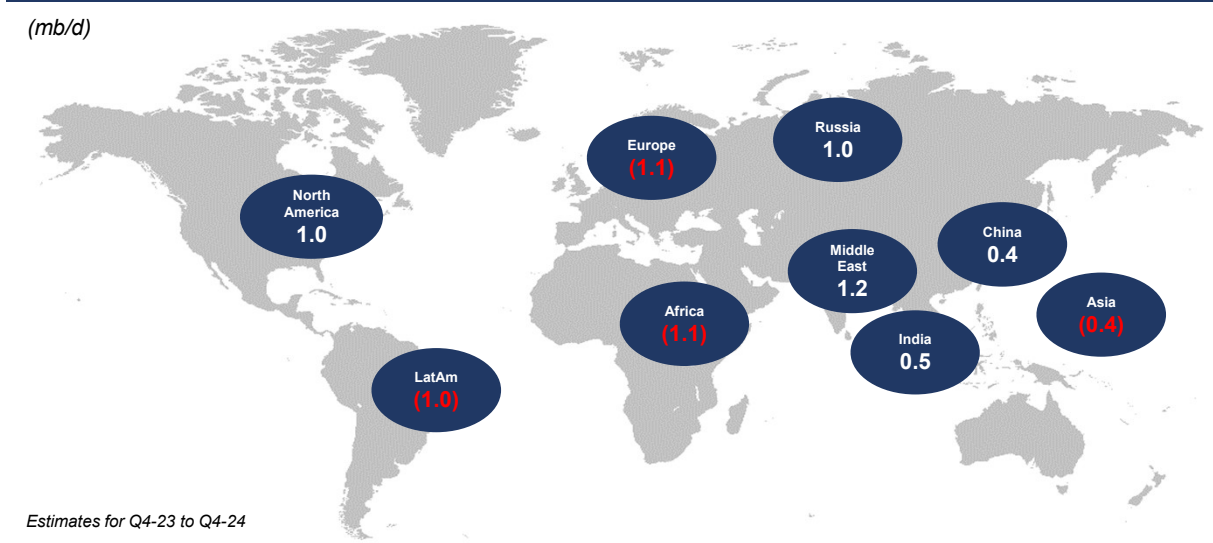 (mb/d)
Russia
1.0
Europe
(1.1)
North
America
1.0
China
0.4
Middle
East
1.2
Asia
(0.4)
Africa
(1.1)
India
0.5
LatAm
(1.0)
Estimates for Q4-23 to Q4-24